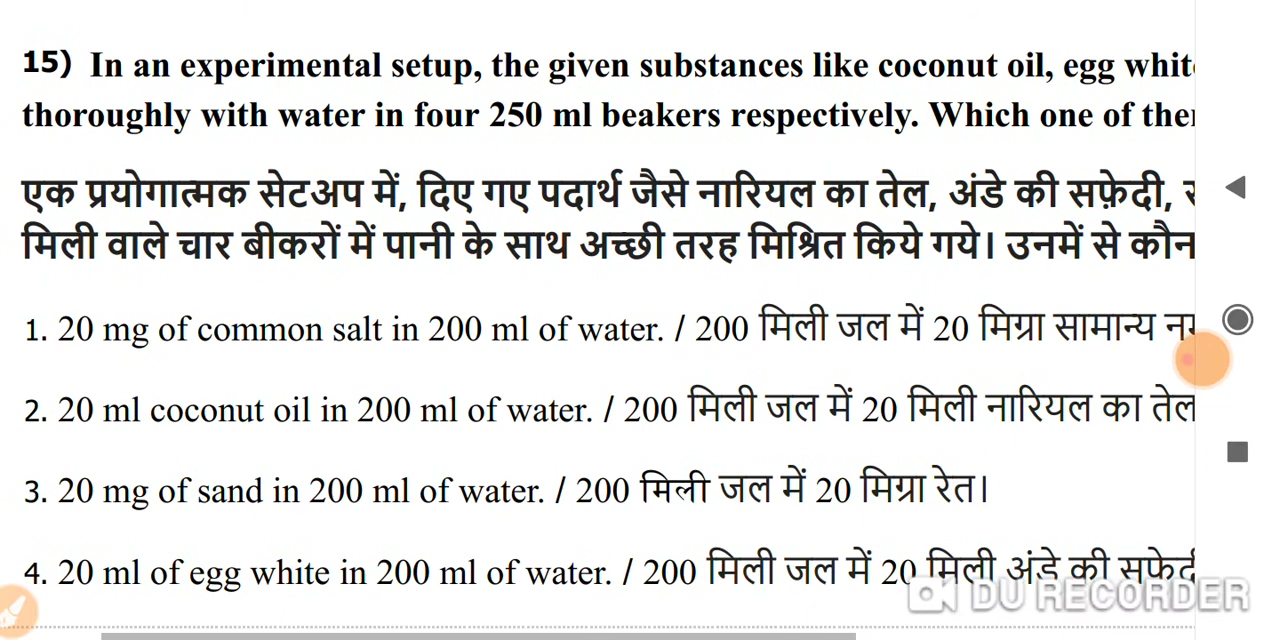 15) In an experimental setup, the given substances like coconut oil, egg
thoroughly with water in four 250 ml beakers respectively. Which one of
एक प्रयोगात्मक सेटअप में, दिए गए पदार्थ जैसे नारियल का तेल, अंडे की सफ़ेदी,
मिली वाले चार बीकरों में पानी के साथ अच्छी तरह मिश्रित किये गये। उनमें से कौन
1. 20 mg of common salt in 200 ml of water. / 200 मिली जल में 20 मिग्रा सामान्य
2. 20 ml coconut oil in 200 ml of water. / 200 मिली जल में 20 मिली नारियल का तेल
3. 20 mg of sand in 200 ml of water. / 200 मिली जल में 20 मिग्रा रेत।
4. 20 ml of egg white in 200 ml of water. / 200 मिली जल में 20 मिली अंडे की
DU RECORDER